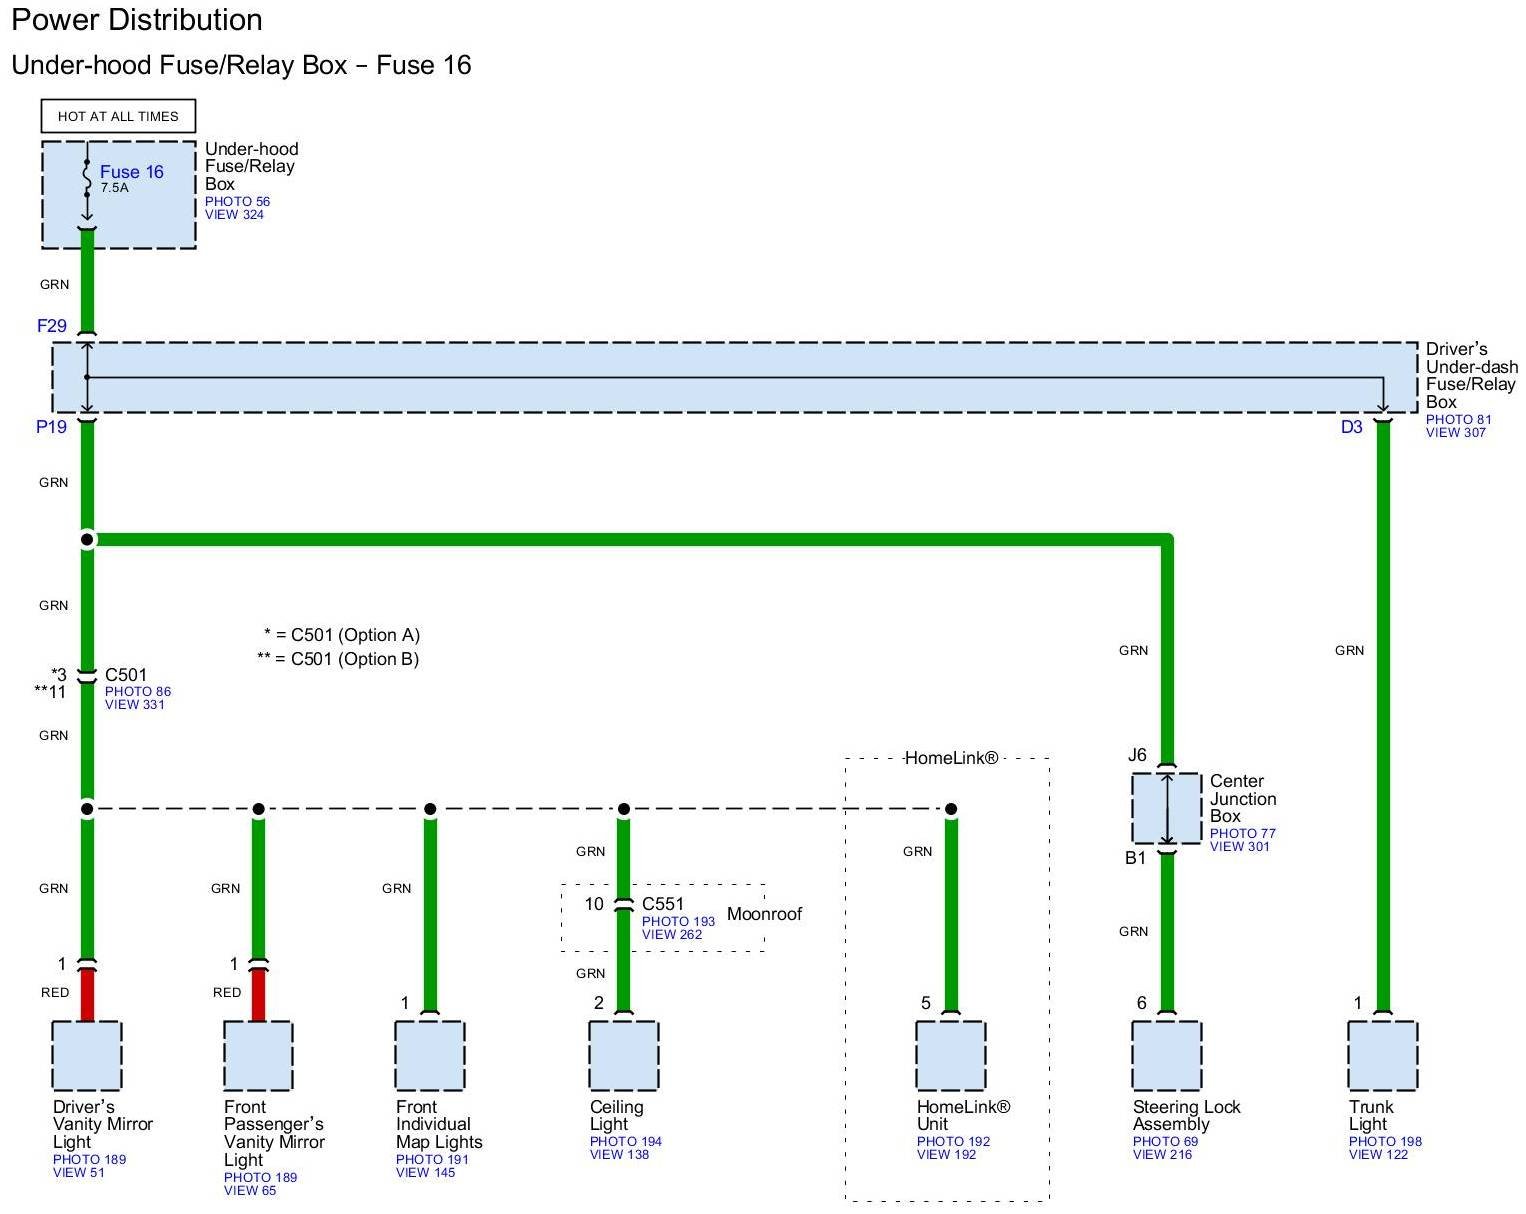 Power Distribution
Under-hood Fuse/Relay Box – Fuse 16
HOT AT ALL TIMES
Fuse 16
7.5A
Under-hood
Fuse/Relay
Box
PHOTO 56
VIEW 324
GRN
F29
Driver's
Under-dash
Fuse/Relay
Box
PHOTO 81
VIEW 307
P19
D3
GRN
GRN
* = C501 (Option A)
** = C501 (Option B)
GRN
GRN
*3
**11
C501
PHOTO 86
VIEW 331
GRN
HomeLink®
J6
Center
Junction
Box
PHOTO 77
VIEW 301
B1
GRN
GRN
GRN
GRN
GRN
GRN
10
C551
PHOTO 193
VIEW 262
Moonroof
GRN
GRN
1
1
RED
RED
1
2
5
6
1
Driver's
Vanity Mirror
Light
PHOTO 189
VIEW 51
Front
Passenger's
Vanity Mirror
Light
PHOTO 189
VIEW 65
Front
Individual
Map Lights
PHOTO 191
VIEW 145
Ceiling
Light
PHOTO 194
VIEW 138
HomeLink®
Unit
PHOTO 192
VIEW 192
Steering Lock
Assembly
PHOTO 69
VIEW 216
Trunk
Light
PHOTO 198
VIEW 122